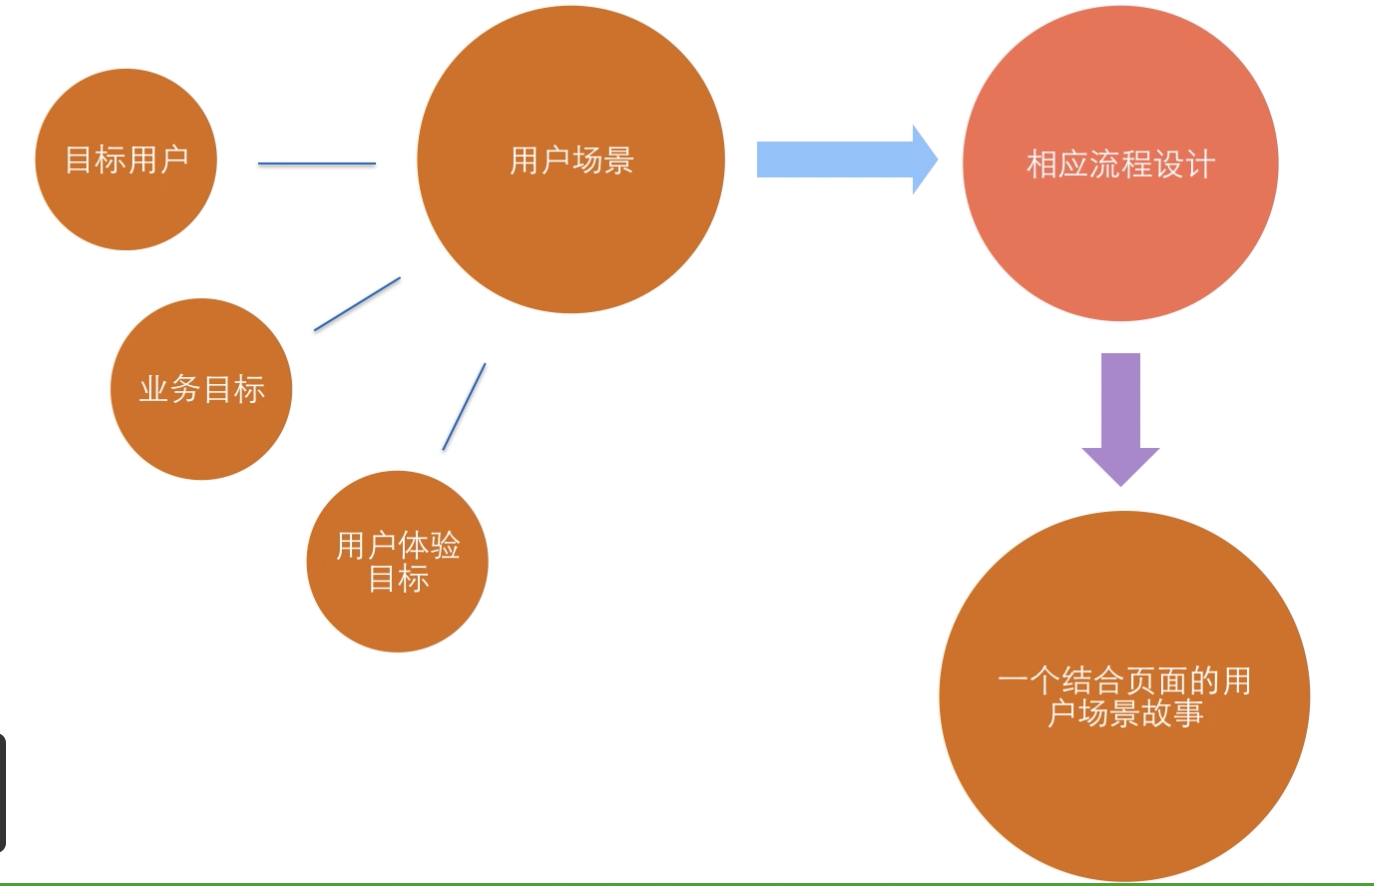 目标用户
用户场景
相应流程设计
业务目标
用户体验
目标
一个结合页面的用
户场景故事